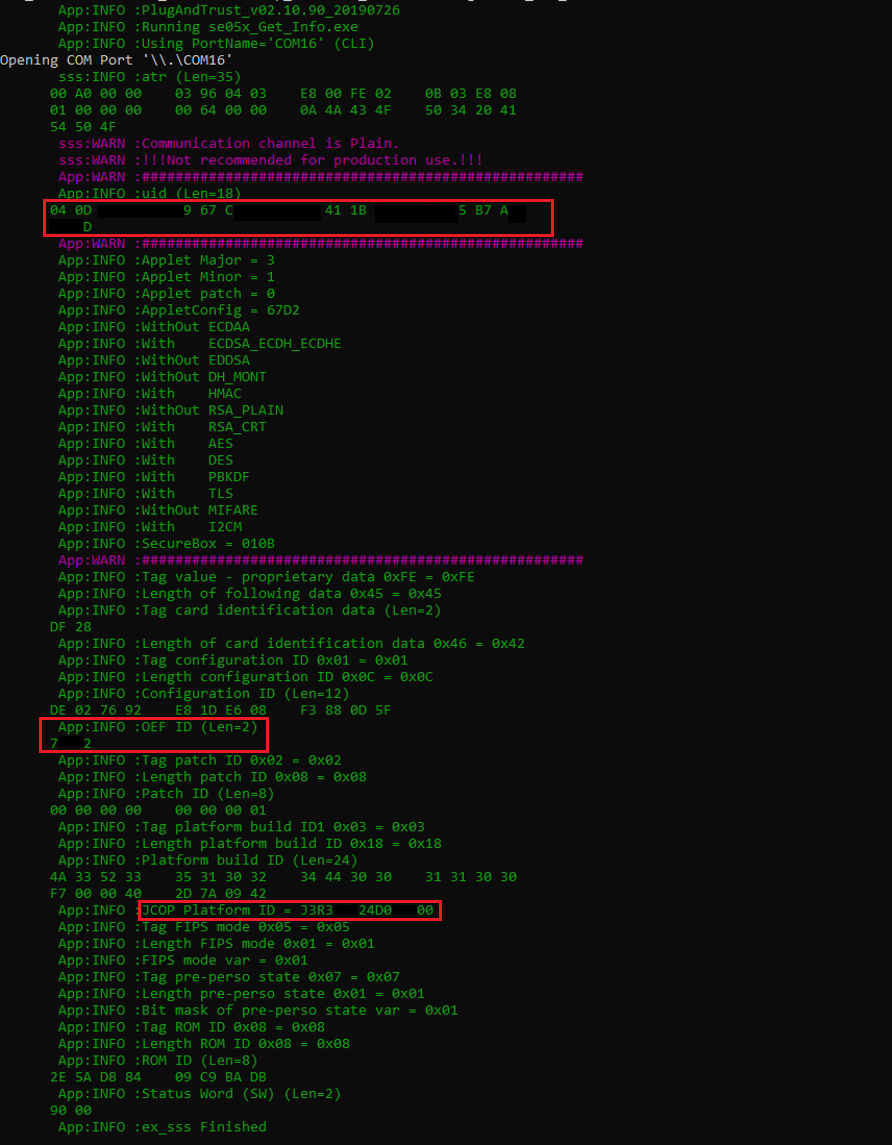 App:INFO :PlugAndTrust_v02.10.90_20190726
App:INFO :Running se05x_Get_Info.exe
App:INFO :Using PortName='COM16' (CLI)
Opening COM Port '\\.\COM16'
sss:INFO :atr (Len=35)
00 A0 00 00 03 96 04 03 E8 00 FE 02 0B 03 E8 08
01 00 00 00 00 64 00 00 0A 4A 43 4F 50 34 20 41
54 50 4F
sss:WARN :Communication channel is Plain.
sss:WARN :!!!Not recommended for production use.!!!
App:WARN :#####################################################
App:INFO :uid (Len=18)
04 0D 9 67 C 41 1B 5 B7 A
D
App:WARN :#####################################################
App:INFO :Applet Major = 3
App:INFO :Applet Minor = 1
App:INFO :Applet patch = 0
App:INFO :AppletConfig = 67D2
App:INFO :WithOut ECDAA
App:INFO :With ECDSA_ECDH_ECDHE
App:INFO :WithOut EDDSA
App:INFO :WithOut DH_MONT
App:INFO :With HMAC
App:INFO :WithOut RSA_PLAIN
App:INFO :With RSA_CRT
App:INFO :With AES
App:INFO :With DES
App:INFO :With PBKDF
App:INFO :With TLS
App:INFO :WithOut MIFARE
App:INFO :With I2CM
App:INFO :SecureBox = 010B
App:WARN :#####################################################
App:INFO :Tag value - proprietary data 0xFE = 0xFE
App:INFO :Length of following data 0x45 = 0x45
App:INFO :Tag card identification data (Len=2)
DF 28
App:INFO :Length of card identification data 0x46 = 0x42
App:INFO :Tag configuration ID 0x01 = 0x01
App:INFO :Length configuration ID 0x0C = 0x0C
App:INFO :Configuration ID (Len=12)
DE 02 76 92 E8 1D E6 08 F3 88 0D 5F
App:INFO :OEF ID (Len=2)
7 2
App:INFO :Tag patch ID 0x02 = 0x02
App:INFO :Length patch ID 0x08 = 0x08
App:INFO :Patch ID (Len=8)
00 00 00 00 00 00 00 01
App:INFO :Tag platform build ID1 0x03 = 0x03
App:INFO :Length platform build ID 0x18 = 0x18
App:INFO :Platform build ID (Len=24)
4A 33 52 33 35 31 30 32 34 44 30 30 31 31 30 30
F7 00 00 40 2D 7A 09 42
App:INFO :JCOP Platform ID = J3R3 24D0 00
App:INFO :Tag FIPS mode 0x05 = 0x05
App:INFO :Length FIPS mode 0x01 = 0x01
App:INFO :FIPS mode var = 0x01
App:INFO :Tag pre-perso state 0x07 = 0x07
App:INFO :Length pre-perso state 0x01 = 0x01
App:INFO :Bit mask of pre-perso state var = 0x01
App:INFO :Tag ROM ID 0x08 = 0x08
App:INFO :Length ROM ID 0x08 = 0x08
App:INFO :ROM ID (Len=8)
2E 5A D8 84 09 C9 BA DB
App:INFO :Status Word (SW) (Len=2)
90 00
App:INFO :ex_sss Finished